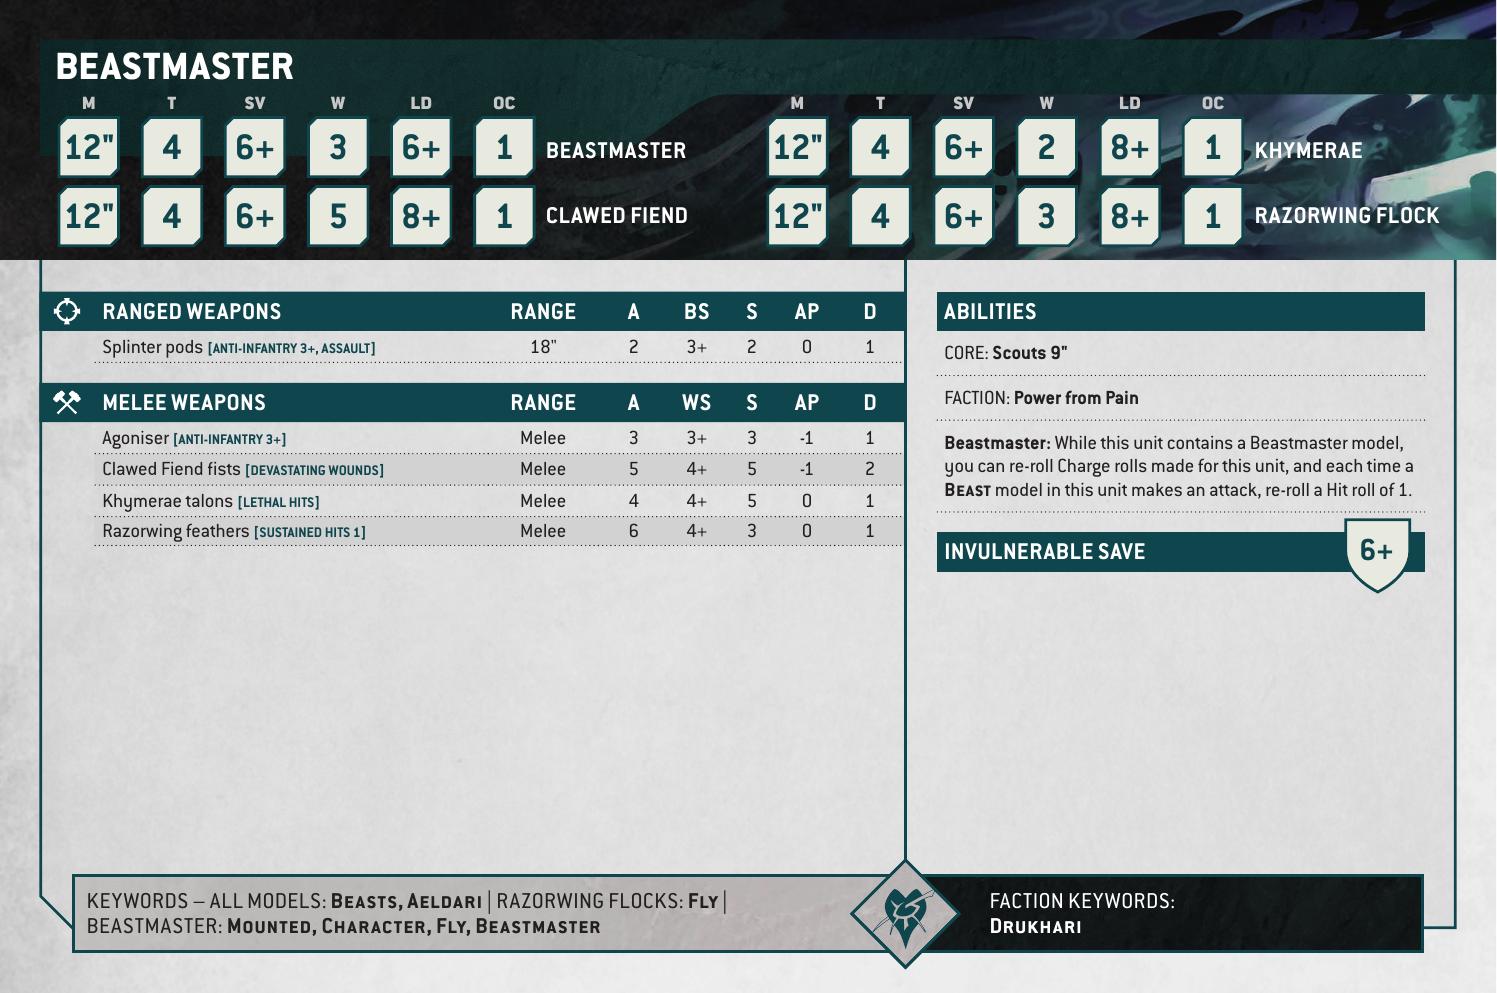 BEASTMASTER
M T SV W LD OC
12" 4 6+ 3 6+ 1 BEASTMASTER
12" 4 6+ 5 8+ 1 CLAWED FIEND
M T SV W LD OC
12" 4 6+ 2 8+ 1 KHYMERAE
12" 4 6+ 3 8+ 1 RAZORWING FLOCK
RANGED WEAPONS RANGE A BS S AP D
Splinter pods [ANTI-INFANTRY 3+, ASSAULT] 18" 2 3+ 2 0 1
MELEE WEAPONS RANGE A WS S AP D
Agoniser [ANTI-INFANTRY 3+] Melee 3 3+ 3 -1 1
Clawed Fiend fists [DEVASTATING WOUNDS] Melee 5 4+ 5 -1 2
Khymerae talons [LETHAL HITS] Melee 4 4+ 5 0 1
Razorwing feathers [SUSTAINED HITS 1] Melee 6 4+ 3 0 1
ABILITIES
CORE: Scouts 9"
FACTION: Power from Pain
Beastmaster: While this unit contains a Beastmaster model,
you can re-roll Charge rolls made for this unit, and each time a
BEAST model in this unit makes an attack, re-roll a Hit roll of 1.
INVULNERABLE SAVE 6+
KEYWORDS – ALL MODELS: BEASTS, AELDARI | RAZORWING FLOCKS: FLY |
BEASTMASTER: MOUNTED, CHARACTER, FLY, BEASTMASTER
FACTION KEYWORDS:
DRUKHARI